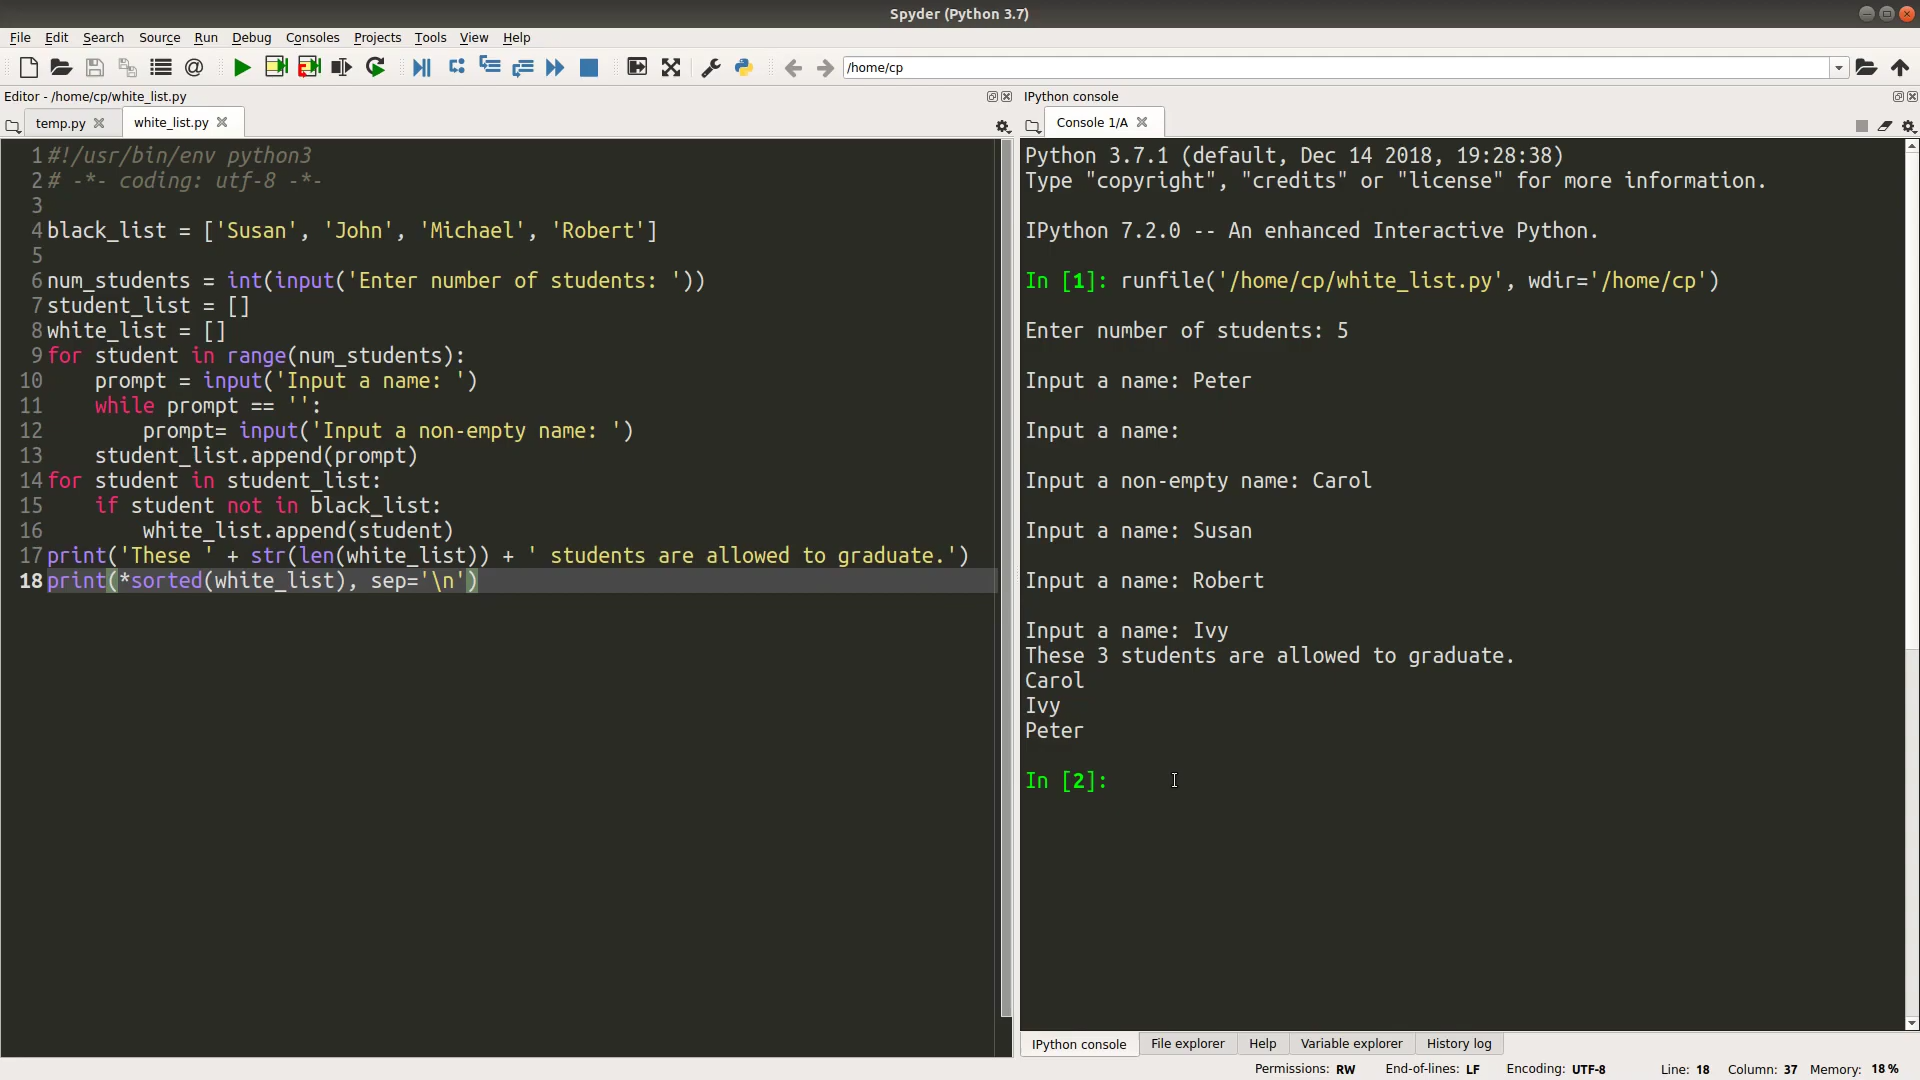 Spyder (Python 3.7)
File Edit Search Source Run Debug Consoles Projects Tools View Help
/home/cp
Editor - /home/cp/white_list.py
temp.py white_list.py
1 #!/usr/bin/env python3
2 # -*- coding: utf-8 -*-
3
4 black_list = ['Susan', 'John', 'Michael', 'Robert']
5
6 num_students = int(input('Enter number of students: '))
7 student_list = []
8 white_list = []
9 for student in range(num_students):
10     prompt = input('Input a name: ')
11     while prompt == '':
12         prompt= input('Input a non-empty name: ')
13     student_list.append(prompt)
14 for student in student_list:
15     if student not in black_list:
16         white_list.append(student)
17 print('These ' + str(len(white_list)) + ' students are allowed to graduate.')
18 print(*sorted(white_list), sep='\n')
IPython console
Console 1/A
Python 3.7.1 (default, Dec 14 2018, 19:28:38)
Type "copyright", "credits" or "license" for more information.
IPython 7.2.0 -- An enhanced Interactive Python.
In [1]: runfile('/home/cp/white_list.py', wdir='/home/cp')
Enter number of students: 5
Input a name: Peter
Input a name:
Input a non-empty name: Carol
Input a name: Susan
Input a name: Robert
Input a name: Ivy
These 3 students are allowed to graduate.
Carol
Ivy
Peter
In [2]:
IPython console File explorer Help Variable explorer History log
Permissions: RW End-of-lines: LF Encoding: UTF-8 Line: 18 Column: 37 Memory: 18 %